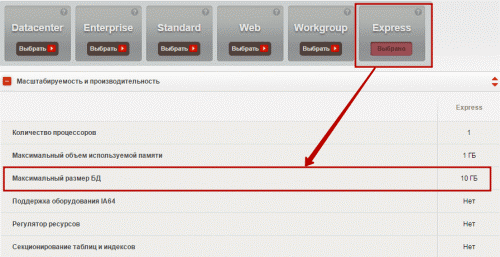 Datacenter Enterprise Standard Web Workgroup Express
Выбрать Выбрать Выбрать Выбрать Выбрать Выбрано
Масштабируемость и производительность
Express
Количество процессоров 1
Максимальный объем используемой памяти 1 ГБ
Максимальный размер БД 10 ГБ
Поддержка оборудования IA64 Нет
Регулятор ресурсов Нет
Секционирование таблиц и индексов Нет